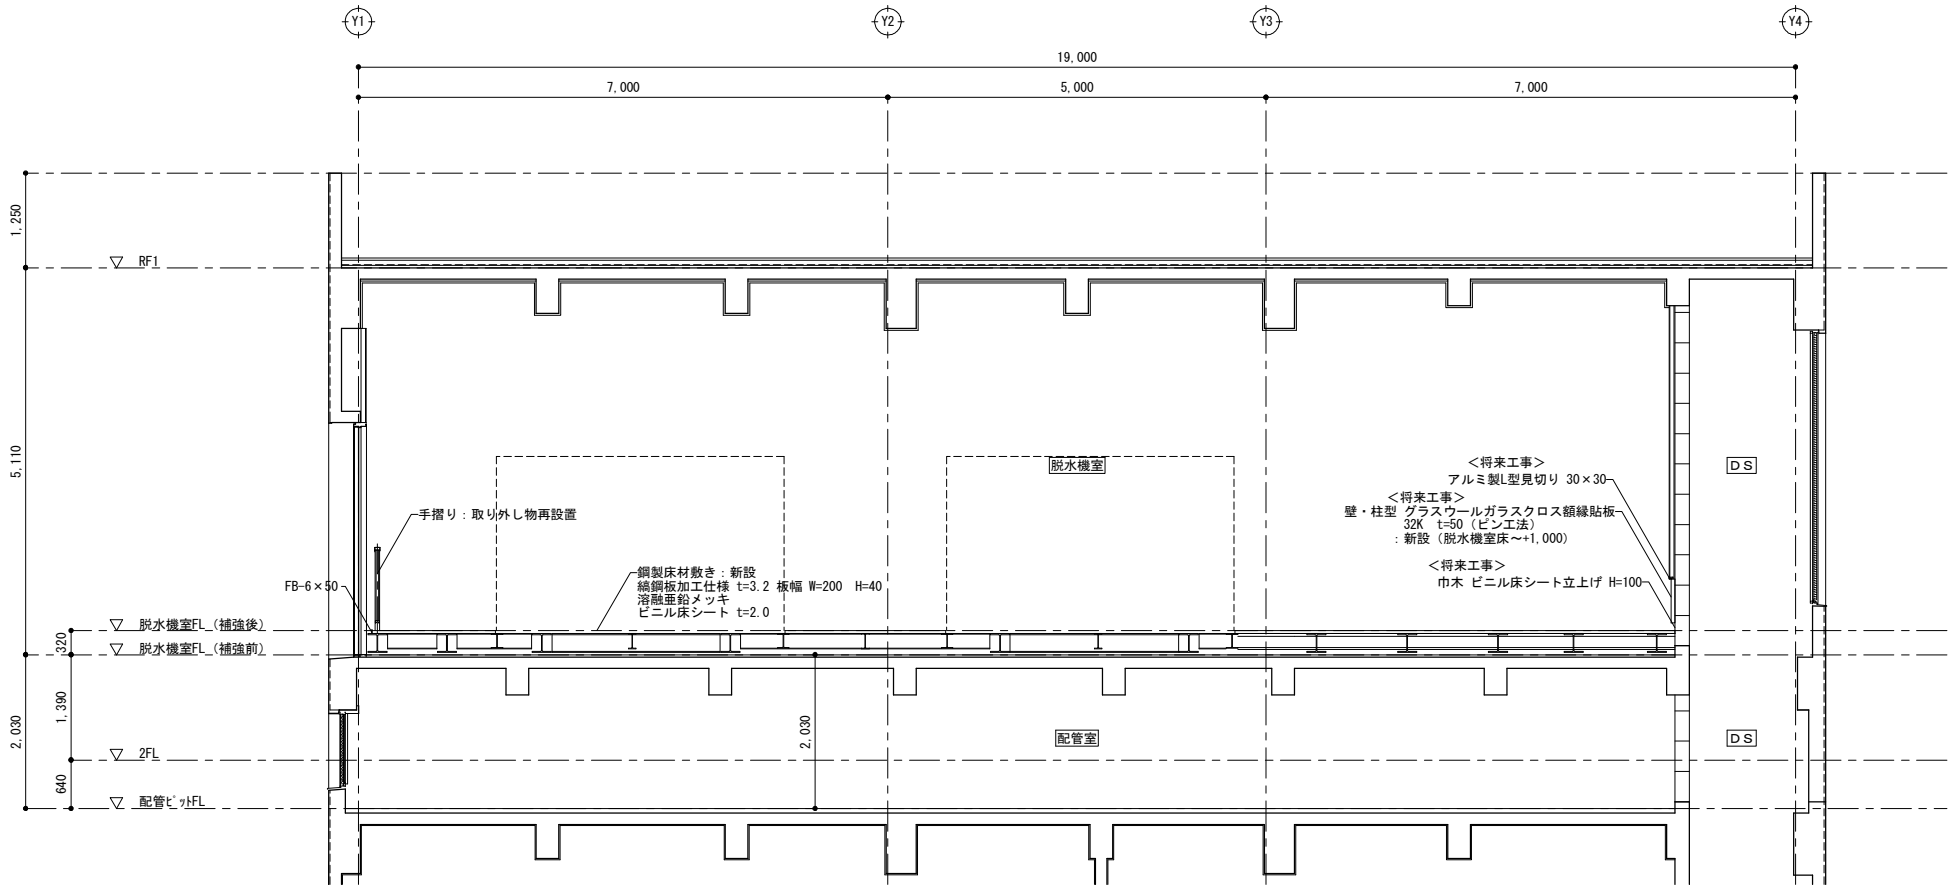 Y1
Y2
Y3
Y4
19,000
7,000
5,000
7,000
1,250
RF1
5,110
脱水機室
DS
＜将来工事＞
アルミ製L型見切り 30×30
＜将来工事＞
壁・柱型 グラスウールガラスクロス額縁貼板
32K t=50（ピン工法）
：新設（脱水機室床～+1,000）
＜将来工事＞
巾木 ビニル床シート立上げ H=100
手摺り：取り外し物再設置
FB-6×50
鋼製床材敷き：新設
縞鋼板加工仕様 t=3.2 板幅 W=200 H=40
溶融亜鉛メッキ
ビニル床シート t=2.0
脱水機室FL（補強後）
320
脱水機室FL（補強前）
1,390
2,030
2,030
2FL
配管室
DS
640
配管ﾋﾟｯﾄFL